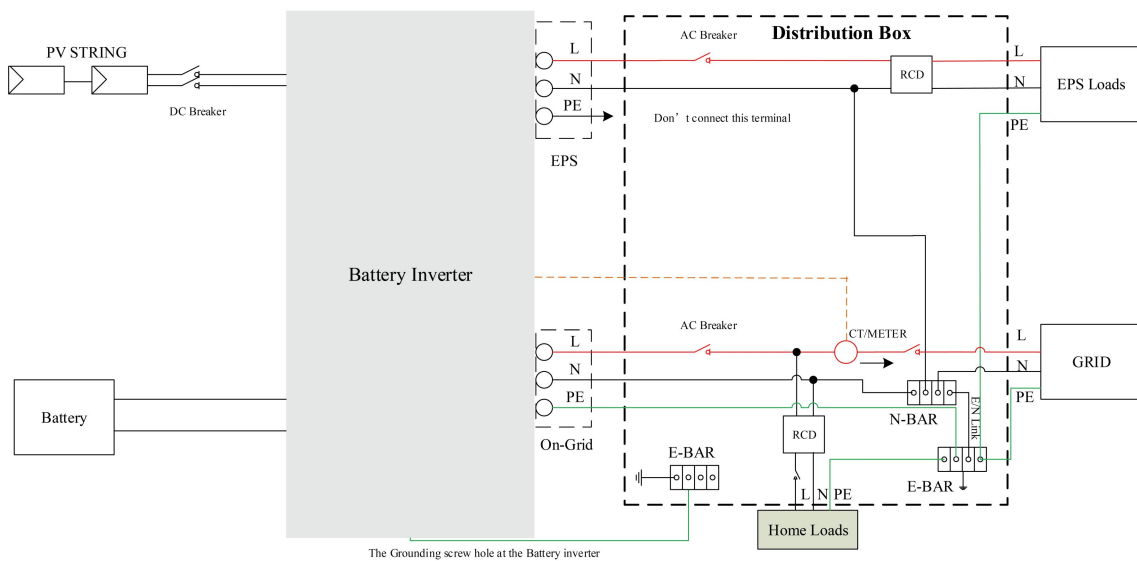 PV STRING
DC Breaker
Battery
Battery Inverter
L
N
PE
EPS
Distribution Box
AC Breaker
RCD
Don’t connect this terminal
L
N
PE
EPS Loads
L
N
PE
On-Grid
AC Breaker
CT/METER
L
N
PE
GRID
N-BAR
E/N Link
E-BAR
RCD
E-BAR
L N PE
Home Loads
The Grounding screw hole at the Battery inverter